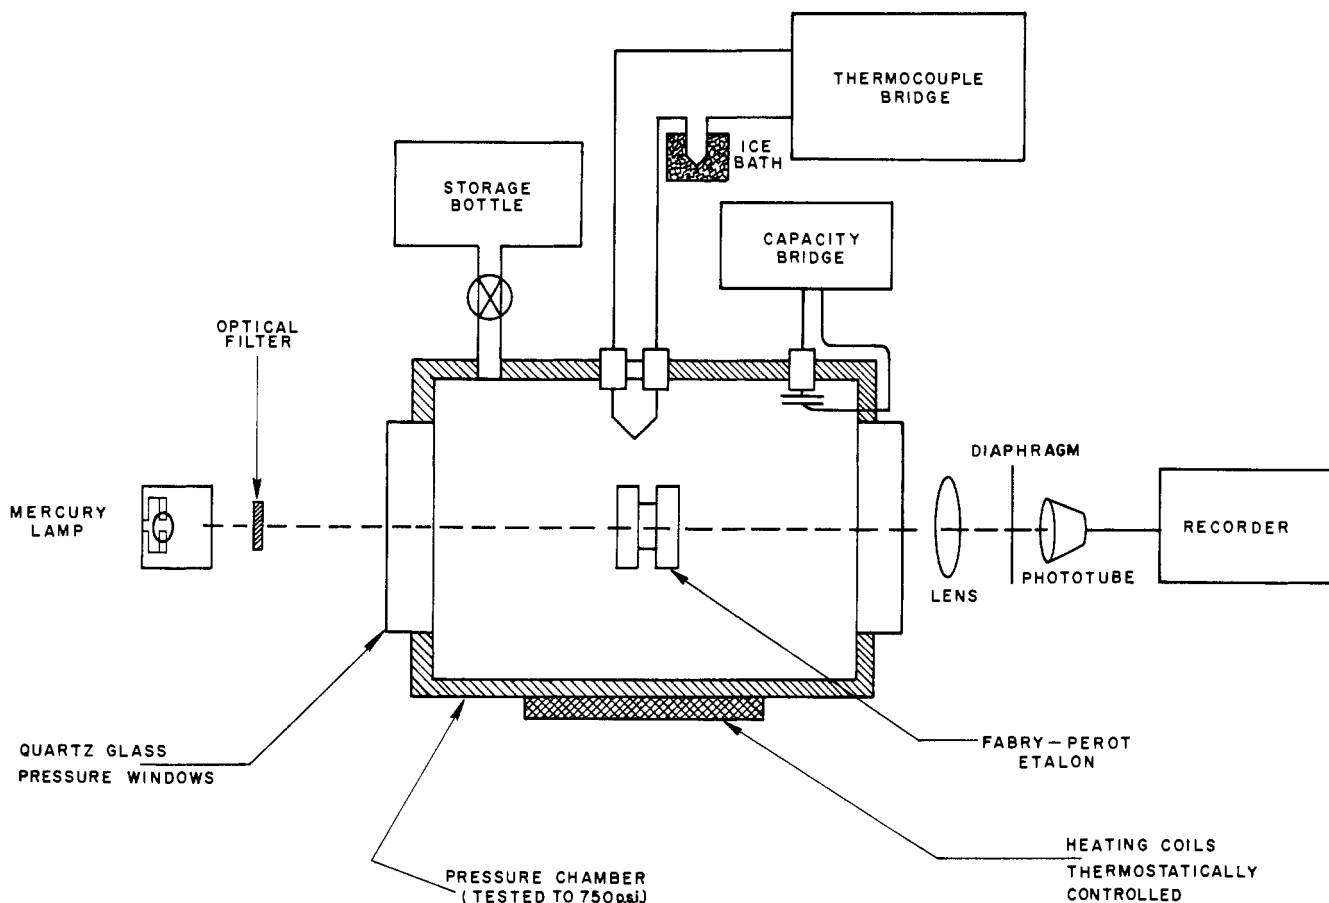 THERMOCOUPLE
BRIDGE
ICE
BATH
STORAGE
BOTTLE
CAPACITY
BRIDGE
OPTICAL
FILTER
DIAPHRAGM
MERCURY
LAMP
RECORDER
PHOTOTUBE
LENS
QUARTZ GLASS
PRESSURE WINDOWS
FABRY-PEROT
ETALON
PRESSURE CHAMBER
(TESTED TO 750 p.s.i.)
HEATING COILS
THERMOSTATICALLY
CONTROLLED